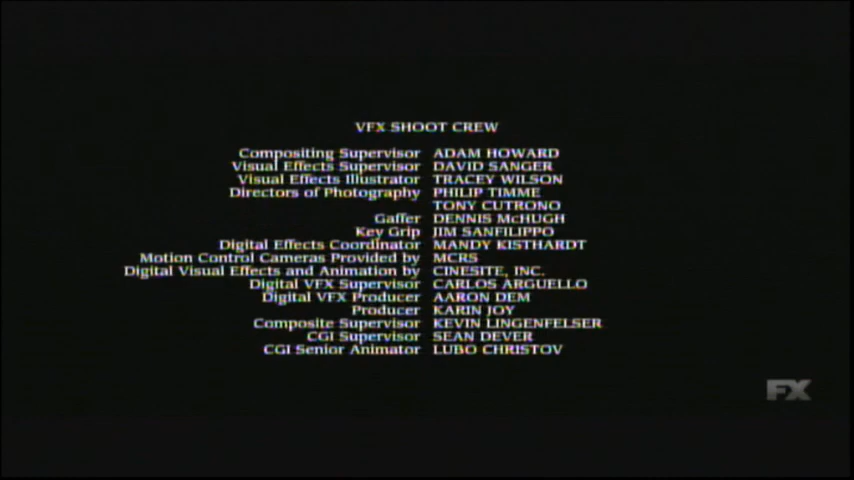 VFX SHOOT CREW
Compositing Supervisor ADAM HOWARD
Visual Effects Supervisor DAVID SANGER
Visual Effects Illustrator TRACEY WILSON
Directors of Photography PHILIP TIMME
TONY CUTRONO
Gaffer DENNIS McHUGH
Key Grip JIM SANFILIPPO
Digital Effects Coordinator MANDY KISTHARDT
Motion Control Cameras Provided by MCRS
Digital Visual Effects and Animation by CINESITE, INC.
Digital VFX Supervisor CARLOS ARGUELLO
Digital VFX Producer AARON DEM
Producer KARIN JOY
Composite Supervisor KEVIN LINGENFELSER
CGI Supervisor SEAN DEVER
CGI Senior Animator LUBO CHRISTOV
FX